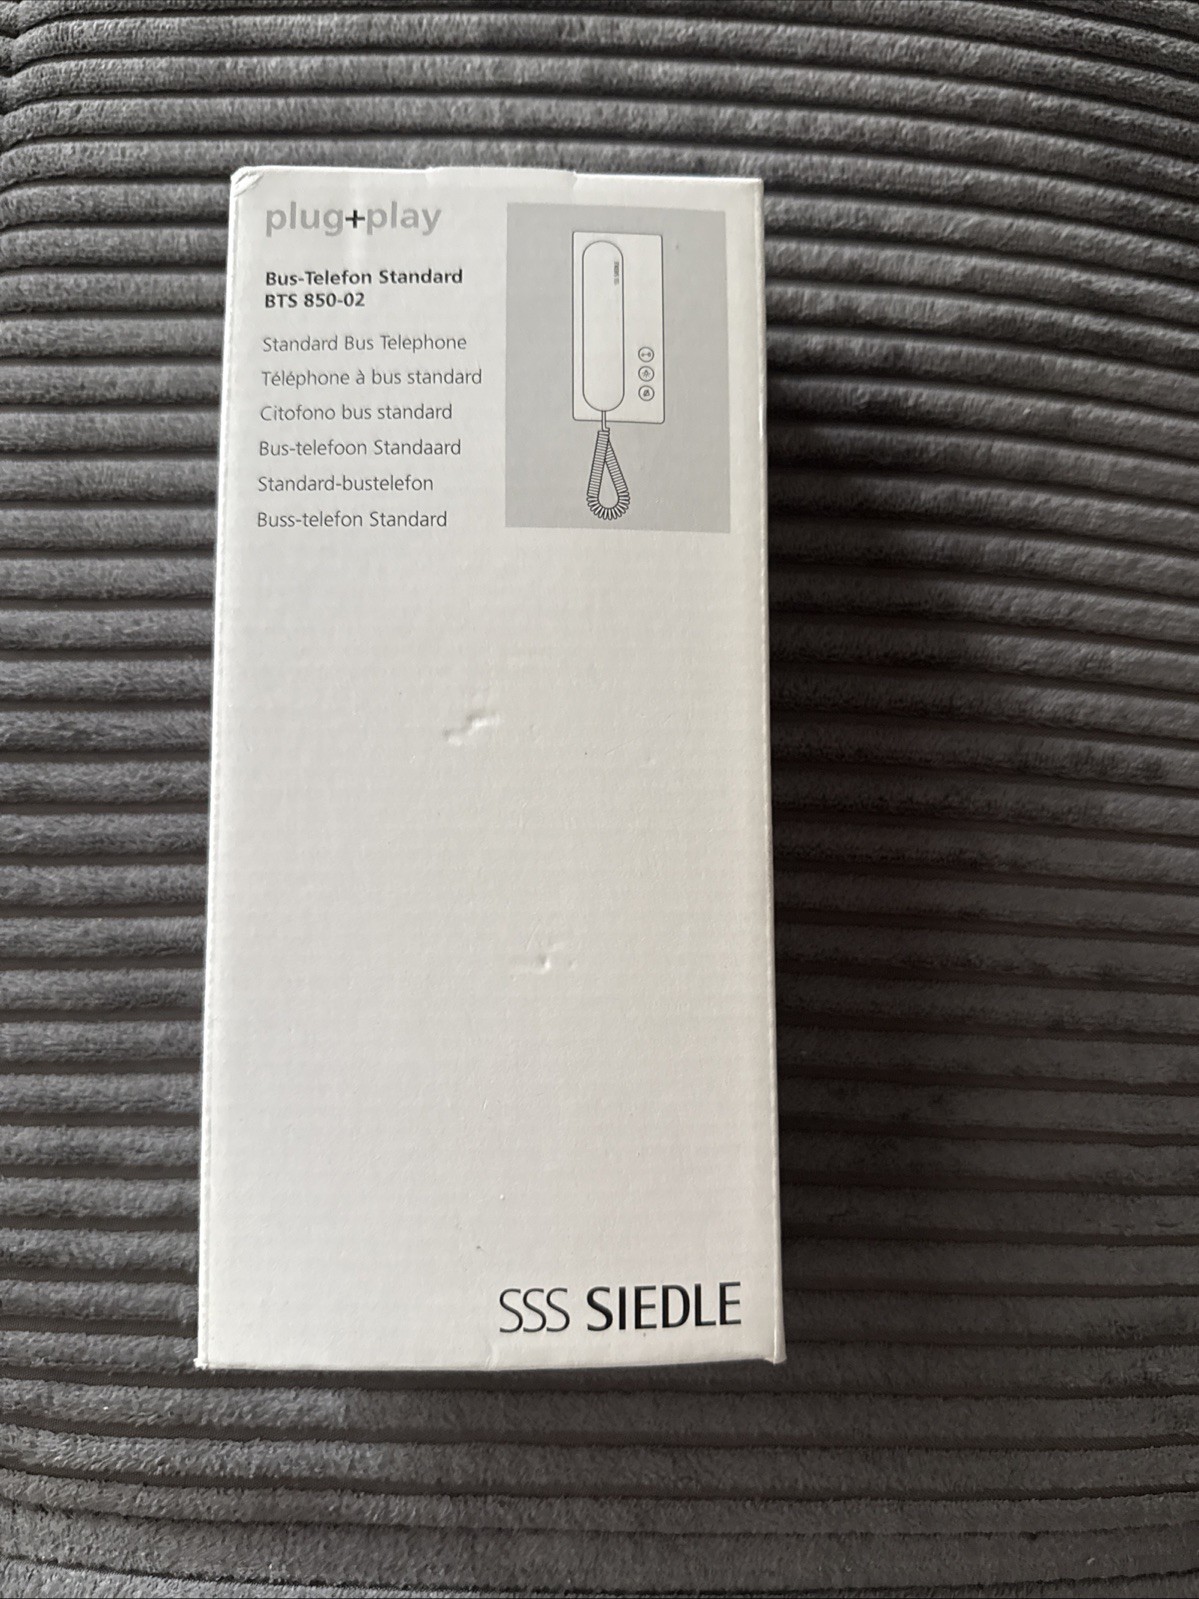 plug+play
Bus-Telefon Standard
BTS 850-02
Standard Bus Telephone
Téléphone à bus standard
Citofono bus standard
Bus-telefoon Standaard
Standard-bustelefon
Buss-telefon Standard
SSS SIEDLE